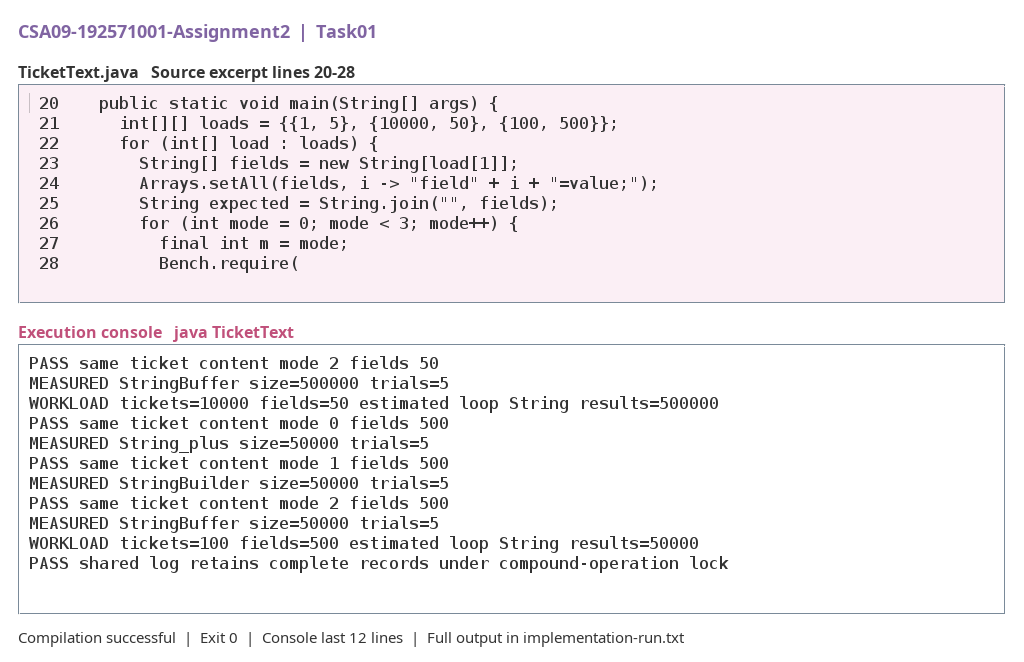 CSA09-192571001-Assignment2 | Task01
TicketText.java Source excerpt lines 20-28
20    public static void main(String[] args) {
21      int[][] loads = {{1, 5}, {10000, 50}, {100, 500}};
22      for (int[] load : loads) {
23        String[] fields = new String[load[1]];
24        Arrays.setAll(fields, i -> "field" + i + "=value;");
25        String expected = String.join("", fields);
26        for (int mode = 0; mode < 3; mode++) {
27          final int m = mode;
28          Bench.require(
Execution console java TicketText
PASS same ticket content mode 2 fields 50
MEASURED StringBuffer size=500000 trials=5
WORKLOAD tickets=10000 fields=50 estimated loop String results=500000
PASS same ticket content mode 0 fields 500
MEASURED String_plus size=50000 trials=5
PASS same ticket content mode 1 fields 500
MEASURED StringBuilder size=50000 trials=5
PASS same ticket content mode 2 fields 500
MEASURED StringBuffer size=50000 trials=5
WORKLOAD tickets=100 fields=500 estimated loop String results=50000
PASS shared log retains complete records under compound-operation lock
Compilation successful | Exit 0 | Console last 12 lines | Full output in implementation-run.txt